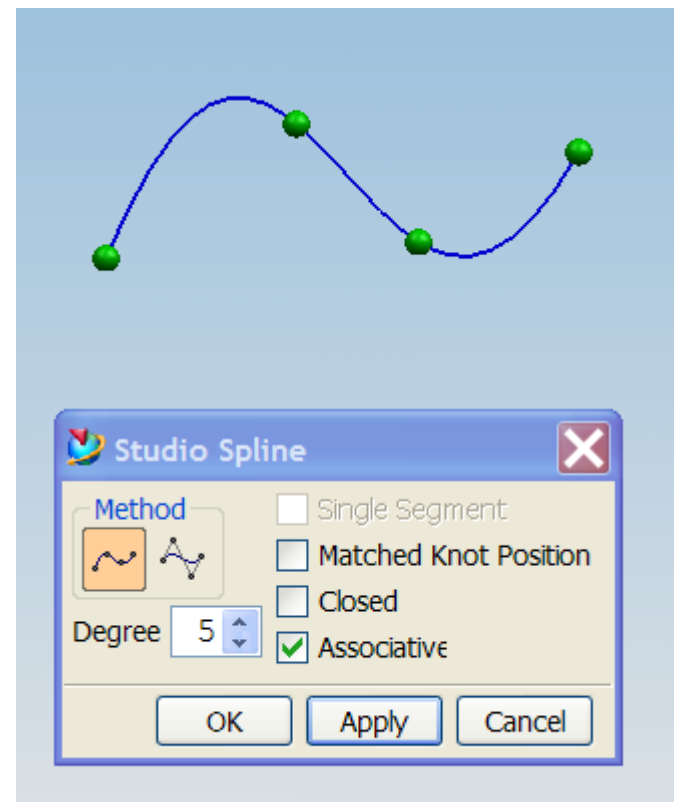 Studio Spline
Method
Single Segment
Matched Knot Position
Closed
Degree 5
Associative
OK Apply Cancel